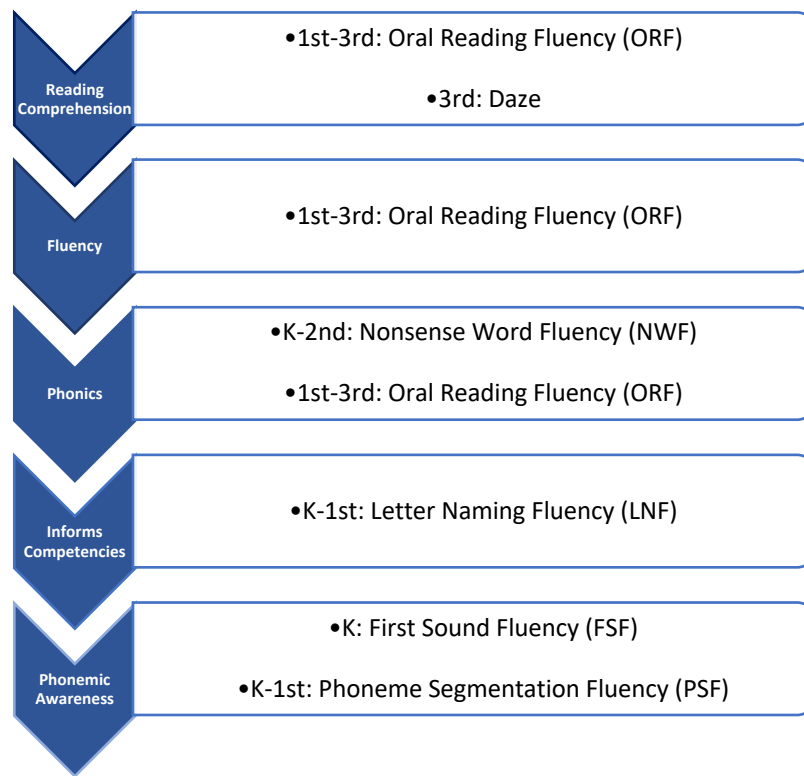 Reading
Comprehension
•1st-3rd: Oral Reading Fluency (ORF)
•3rd: Daze
Fluency
•1st-3rd: Oral Reading Fluency (ORF)
Phonics
•K-2nd: Nonsense Word Fluency (NWF)
•1st-3rd: Oral Reading Fluency (ORF)
Informs
Competencies
•K-1st: Letter Naming Fluency (LNF)
Phonemic
Awareness
•K: First Sound Fluency (FSF)
•K-1st: Phoneme Segmentation Fluency (PSF)